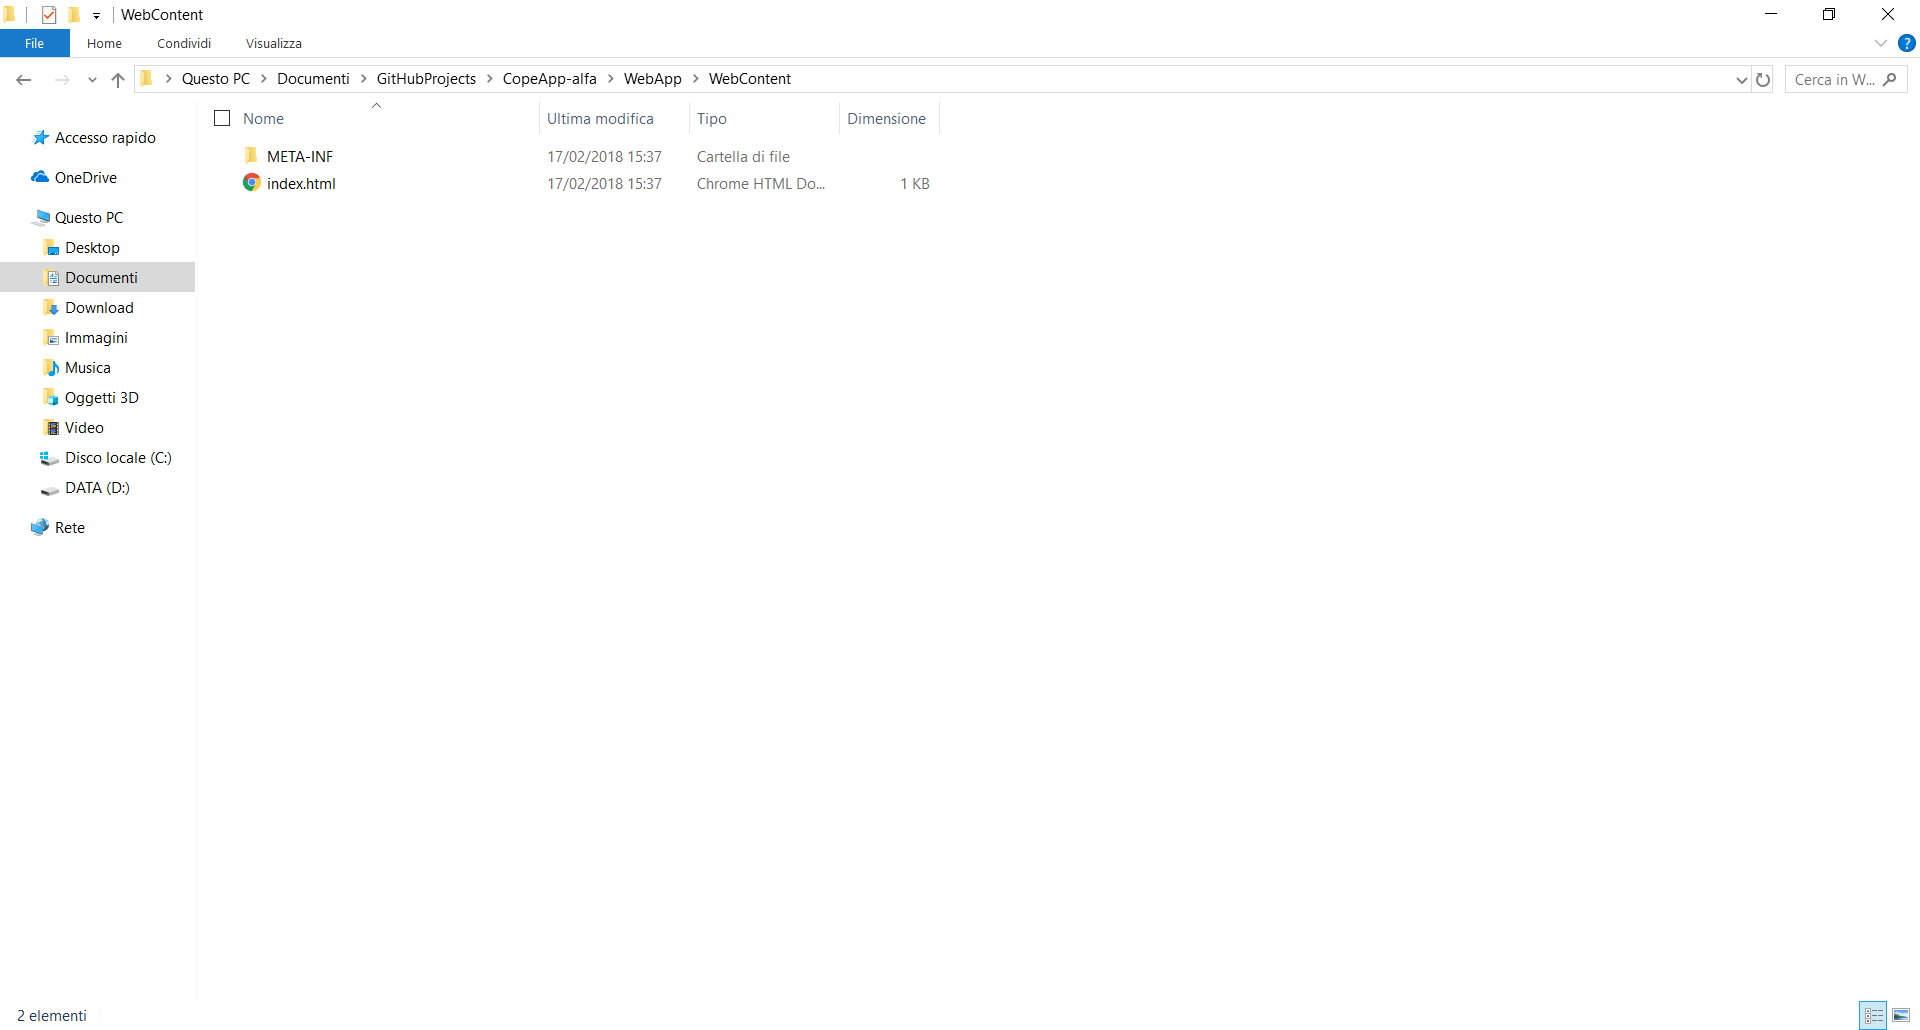 WebContent
File Home Condividi Visualizza
Questo PC Documenti GitHubProjects CopeApp-alfa WebApp WebContent
Cerca in W...
Nome Ultima modifica Tipo Dimensione
META-INF 17/02/2018 15:37 Cartella di file
index.html 17/02/2018 15:37 Chrome HTML Do... 1 KB
Accesso rapido
OneDrive
Questo PC
Desktop
Documenti
Download
Immagini
Musica
Oggetti 3D
Video
Disco locale (C:)
DATA (D:)
Rete
2 elementi